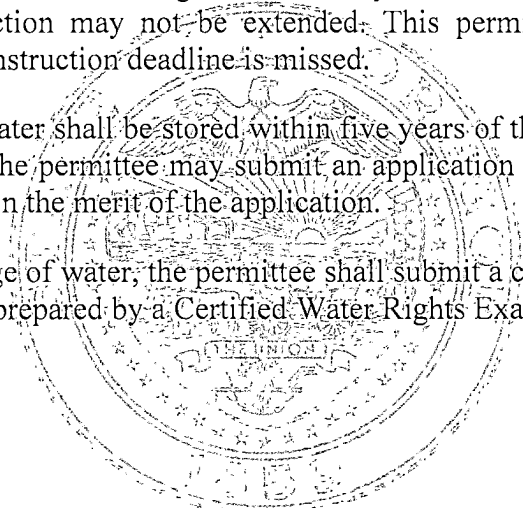 ction may not be extended. This perm
nstruction deadline is missed.
ater shall be stored within five years of th
he permittee may submit an application
n the merit of the application.
ge of water, the permittee shall submit a c
prepared by a Certified Water Rights Exa
THE UNION